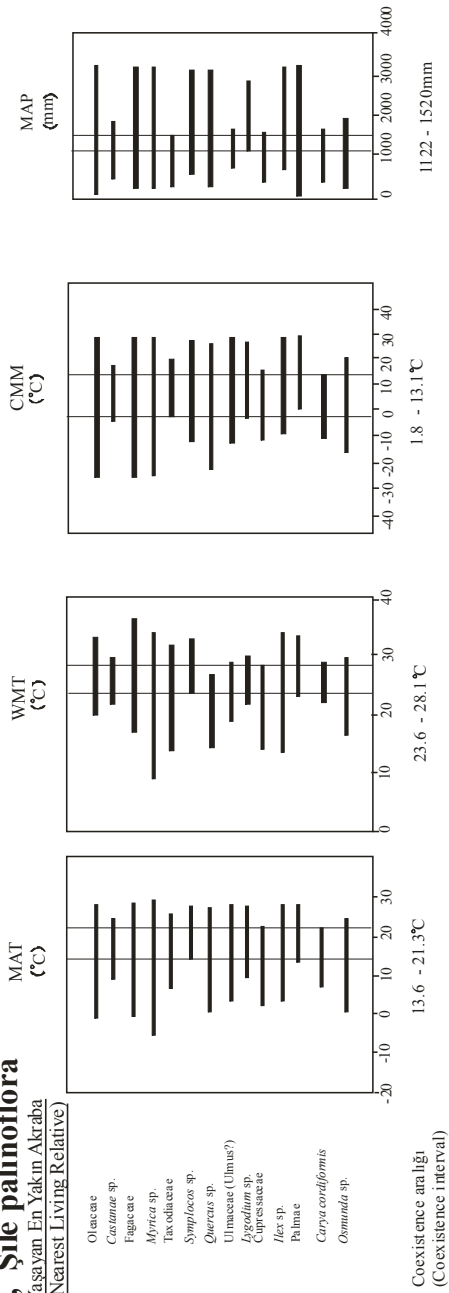 Şile palinoflora
Yaşayan En Yakın Akraba
(Nearest Living Relative)
MAT
(°C)
WMT
(°C)
CMM
(°C)
MAP
(mm)
Oleaceae
Castanae sp.
Fagaceae
Myrica sp.
Taxodiaceae
Symplocos sp.
Quercus sp.
Ulmaceae (Ulmus?)
Lygodium sp.
Cupressaceae
Ilex sp.
Palmae
Carya cordiformis
Osmunda sp.
-20 -10 0 10 20 30
0 10 20 30 40
-40 -30 -20 -10 0 10 20 30 40
0 1000 2000 3000 4000
Coexistence aralığı
(Coexistence interval)
13.6 - 21.3°C
23.6 - 28.1°C
1.8 - 13.1°C
1122 - 1520mm